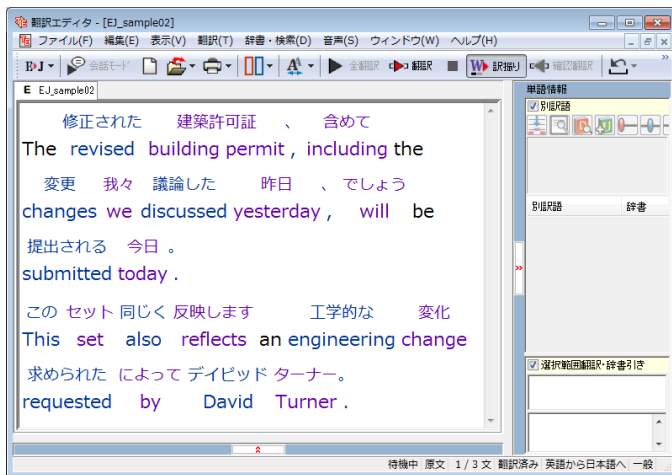 翻訳エディタ - [EJ_sample02]
ファイル(F) 編集(E) 表示(V) 翻訳(T) 辞書・検索(D) 音声(S) ウィンドウ(W) ヘルプ(H)
E▸J 会話モード 全翻訳 翻訳 訳振り 確認翻訳
E EJ_sample02
修正された 建築許可証 、 含めて
The revised building permit , including the
変更 我々 議論した 昨日 、 でしょう
changes we discussed yesterday , will be
提出される 今日 。
submitted today .
この セット 同じく 反映します 工学的な 変化
This set also reflects an engineering change
求められた によって デイビッド ターナー。
requested by David Turner .
単語情報
別訳語
別訳語 辞書
選択範囲翻訳・辞書引き
待機中 原文 1 / 3 文 翻訳済み 英語から日本語へ 一般